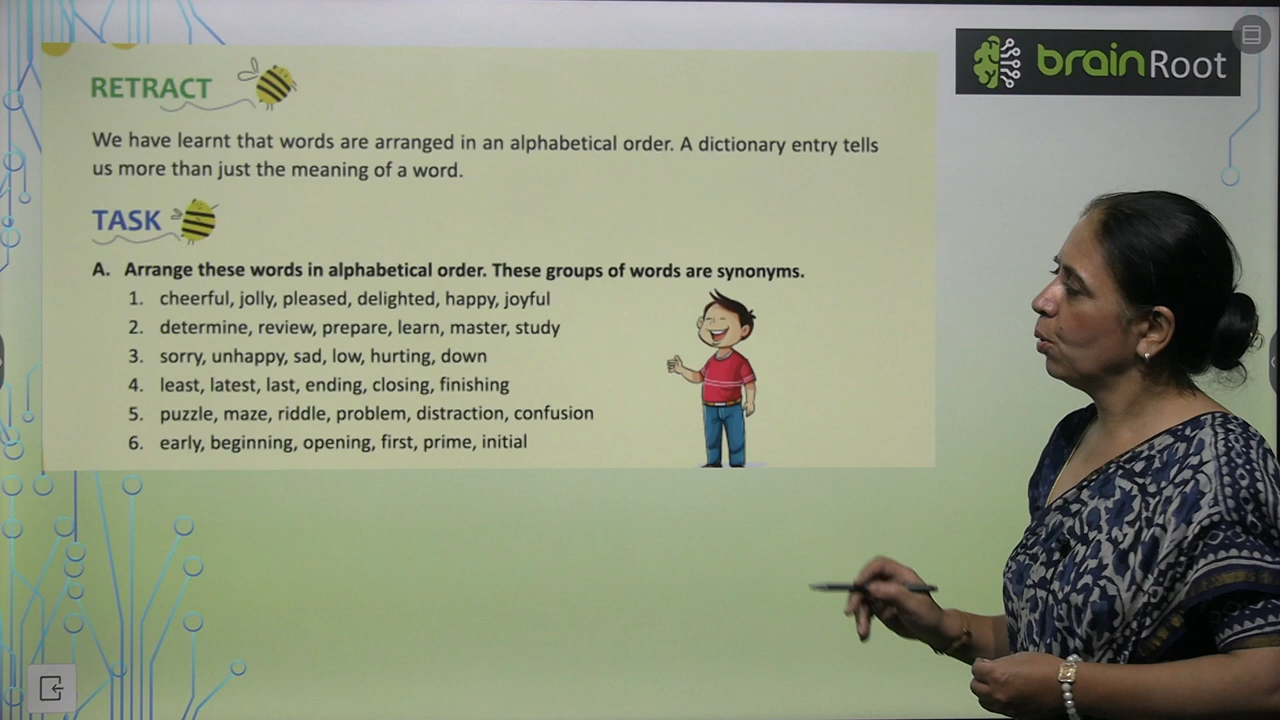 brainRoot
RETRACT
We have learnt that words are arranged in an alphabetical order. A dictionary entry tells
us more than just the meaning of a word.
TASK
A. Arrange these words in alphabetical order. These groups of words are synonyms.
1. cheerful, jolly, pleased, delighted, happy, joyful
2. determine, review, prepare, learn, master, study
3. sorry, unhappy, sad, low, hurting, down
4. least, latest, last, ending, closing, finishing
5. puzzle, maze, riddle, problem, distraction, confusion
6. early, beginning, opening, first, prime, initial